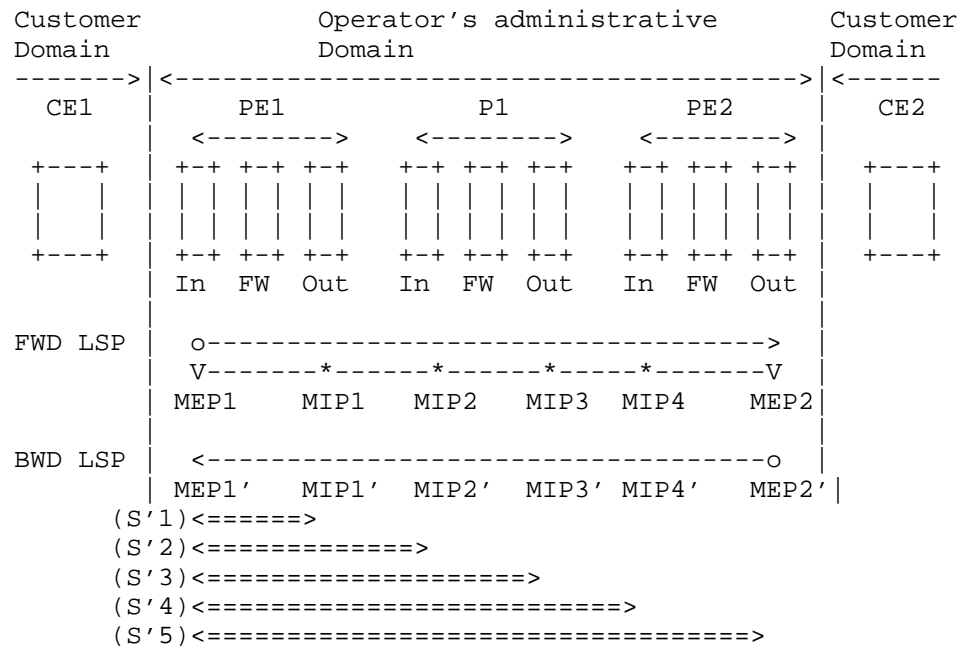 Customer Operator's administrative Customer
Domain Domain Domain
------->|<--------------------------------------->|<------
CE1 | PE1 P1 PE2 | CE2
| <--------> <--------> <--------> |
+---+ | +-+ +-+ +-+ +-+ +-+ +-+ +-+ +-+ +-+ | +---+
| | | | | | | | | | | | | | | | | | | | | | | | |
| | | | | | | | | | | | | | | | | | | | | | | | |
+---+ | +-+ +-+ +-+ +-+ +-+ +-+ +-+ +-+ +-+ | +---+
| In FW Out In FW Out In FW Out |
FWD LSP | o-----------------------------------> |
| V-------*------*------*-----*-------V |
| MEP1 MIP1 MIP2 MIP3 MIP4 MEP2|
BWD LSP | <-----------------------------------o |
| MEP1' MIP1' MIP2' MIP3' MIP4' MEP2'|
(S'1)<======>
(S'2)<=============>
(S'3)<====================>
(S'4)<==========================>
(S'5)<==================================>